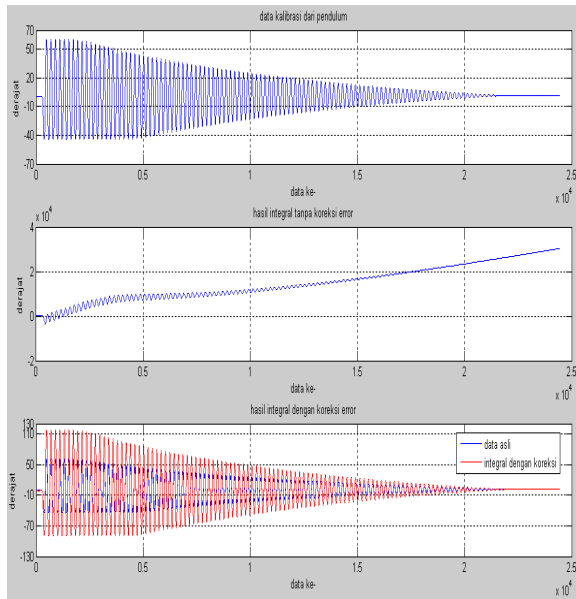 data kalibrasi dari pendulum
70
50
20
-10
-40
-70
derajat
0 0.5 1 1.5 2 2.5
data ke-
x 10^4
hasil integral tanpa koreksi error
x 10^4
4
2
0
-2
derajat
0 0.5 1 1.5 2 2.5
data ke-
x 10^4
hasil integral dengan koreksi error
130
110
50
-10
-70
-130
derajat
data asli
integral dengan koreksi
0 0.5 1 1.5 2 2.5
data ke-
x 10^4